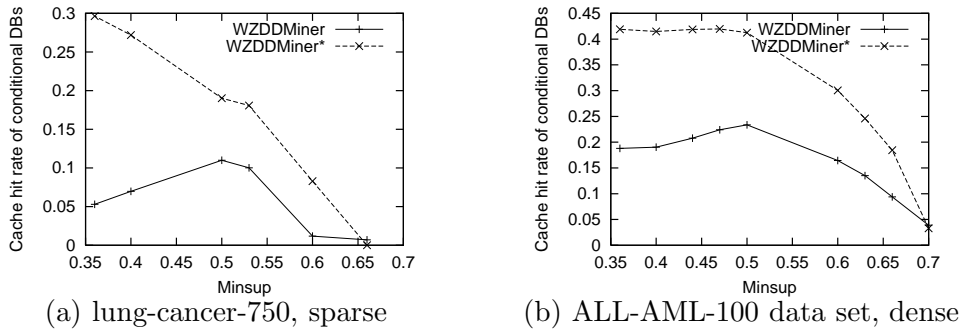 Cache hit rate of conditional DBs
0.3
0.25
0.2
0.15
0.1
0.05
0
WZDDMiner
WZDDMiner*
0.35 0.4 0.45 0.5 0.55 0.6 0.65 0.7
Minsup
(a) lung-cancer-750, sparse
Cache hit rate of conditional DBs
0.45
0.4
0.35
0.3
0.25
0.2
0.15
0.1
0.05
0
WZDDMiner
WZDDMiner*
0.35 0.4 0.45 0.5 0.55 0.6 0.65 0.7
Minsup
(b) ALL-AML-100 data set, dense